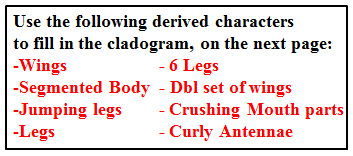 Use the following derived characters
to fill in the cladogram, on the next page:
-Wings - 6 Legs
-Segmented Body - Dbl set of wings
-Jumping legs - Crushing Mouth parts
-Legs - Curly Antennae